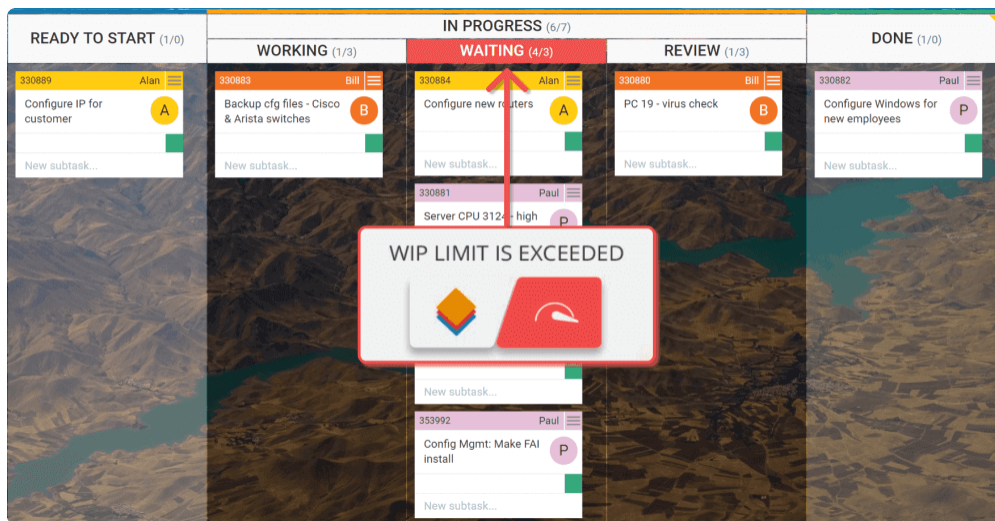 IN PROGRESS (6/7)
READY TO START (1/0)
WORKING (1/3)
WAITING (4/3)
REVIEW (1/3)
DONE (1/0)
330889 Alan
Configure IP for
customer
A
New subtask...
330883 Bill
Backup cfg files - Cisco
& Arista switches
B
New subtask...
330884 Alan
Configure new routers
A
New subtask...
330881 Paul
Server CPU 3124 - high
P
WIP LIMIT IS EXCEEDED
New subtask...
353992 Paul
Config Mgmt: Make FAI
install
P
New subtask...
330880 Bill
PC 19 - virus check
B
New subtask...
330882 Paul
Configure Windows for
new employees
P
New subtask...